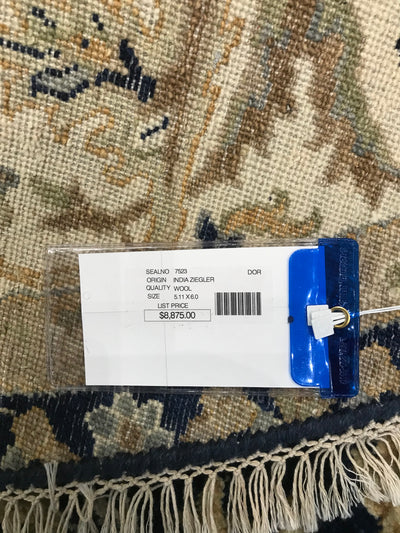 SEALNO 7523 DOR
ORIGIN INDIA ZIEGLER
QUALITY WOOL
SIZE 5.11 X 6.0
LIST PRICE
$8,875.00